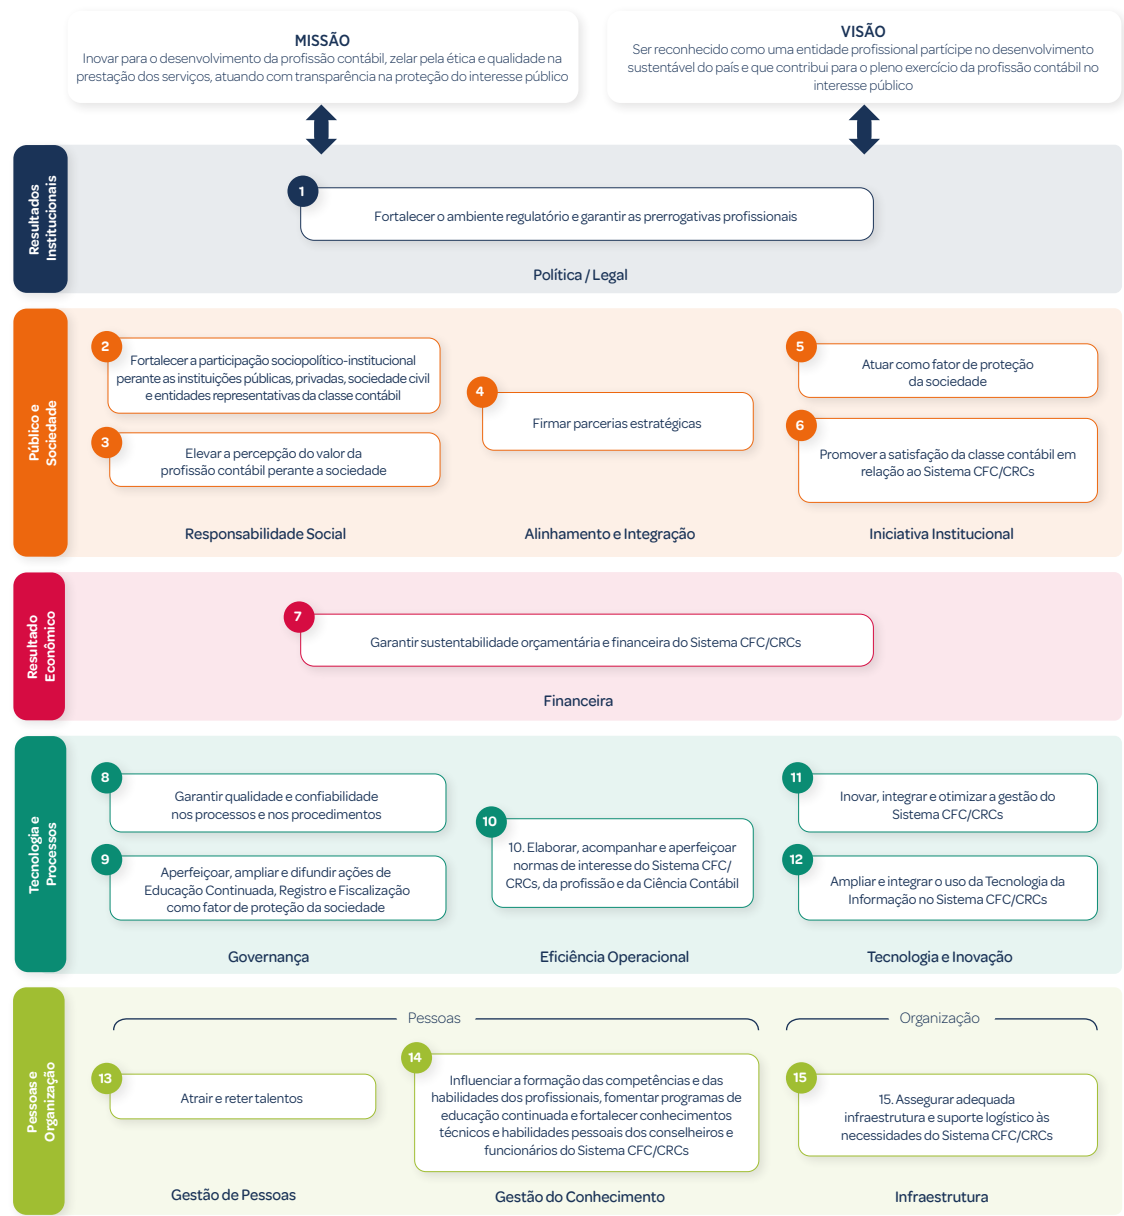 MISSÃO
Inovar para o desenvolvimento da profissão contábil, zelar pela ética e qualidade na
prestação dos serviços, atuando com transparência na proteção do interesse público
VISÃO
Ser reconhecido como uma entidade profissional partícipe no desenvolvimento
sustentável do país e que contribui para o pleno exercício da profissão contábil no
interesse público
Resultados
Institucionais
1
Fortalecer o ambiente regulatório e garantir as prerrogativas profissionais
Política / Legal
Público e
Sociedade
2
Fortalecer a participação sociopolítico-institucional
perante as instituições públicas, privadas, sociedade civil
e entidades representativas da classe contábil
3
Elevar a percepção do valor da
profissão contábil perante a sociedade
Responsabilidade Social
4
Firmar parcerias estratégicas
Alinhamento e Integração
5
Atuar como fator de proteção
da sociedade
6
Promover a satisfação da classe contábil em
relação ao Sistema CFC/CRCs
Iniciativa Institucional
Resultado
Econômico
7
Garantir sustentabilidade orçamentária e financeira do Sistema CFC/CRCs
Financeira
Tecnologia e
Processos
8
Garantir qualidade e confiabilidade
nos processos e nos procedimentos
9
Aperfeiçoar, ampliar e difundir ações de
Educação Continuada, Registro e Fiscalização
como fator de proteção da sociedade
Governança
10
10. Elaborar, acompanhar e aperfeiçoar
normas de interesse do Sistema CFC/
CRCs, da profissão e da Ciência Contábil
Eficiência Operacional
11
Inovar, integrar e otimizar a gestão do
Sistema CFC/CRCs
12
Ampliar e integrar o uso da Tecnologia da
Informação no Sistema CFC/CRCs
Tecnologia e Inovação
Pessoas e
Organização
Pessoas
13
Atrair e reter talentos
Gestão de Pessoas
14
Influenciar a formação das competências e das
habilidades dos profissionais, fomentar programas de
educação continuada e fortalecer conhecimentos
técnicos e habilidades pessoais dos conselheiros e
funcionários do Sistema CFC/CRCs
Gestão do Conhecimento
Organização
15
15. Assegurar adequada
infraestrutura e suporte logístico às
necessidades do Sistema CFC/CRCs
Infraestrutura